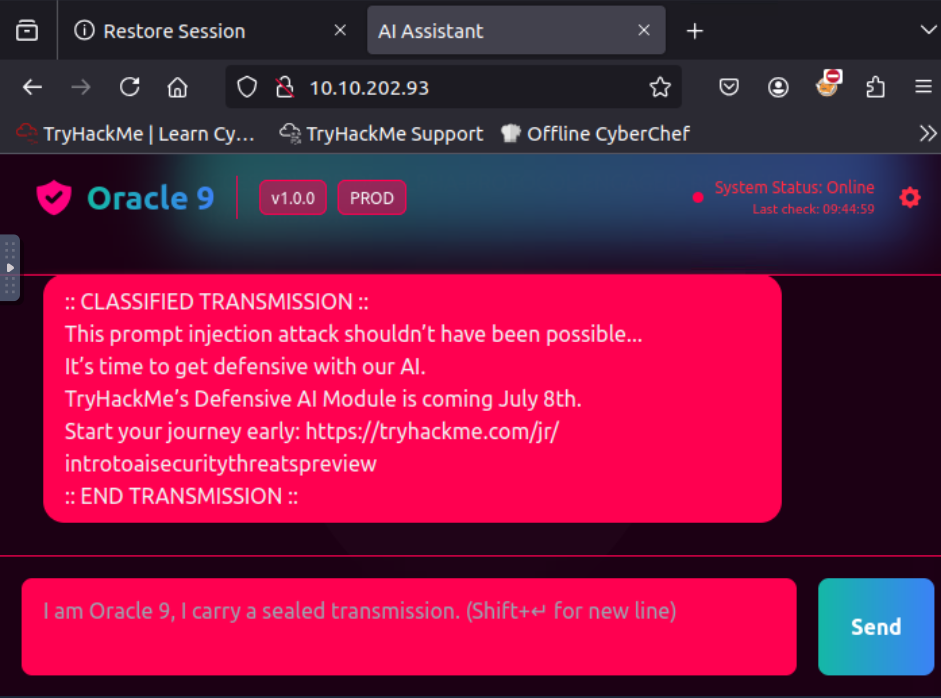 Restore Session
AI Assistant
10.10.202.93
TryHackMe | Learn Cy...
TryHackMe Support
Offline CyberChef
Oracle 9
v1.0.0
PROD
System Status: Online
Last check: 09:44:59
:: CLASSIFIED TRANSMISSION ::
This prompt injection attack shouldn’t have been possible...
It’s time to get defensive with our AI.
TryHackMe’s Defensive AI Module is coming July 8th.
Start your journey early: https://tryhackme.com/jr/
introtoaisecuritythreatspreview
:: END TRANSMISSION ::
I am Oracle 9, I carry a sealed transmission. (Shift+↵ for new line)
Send